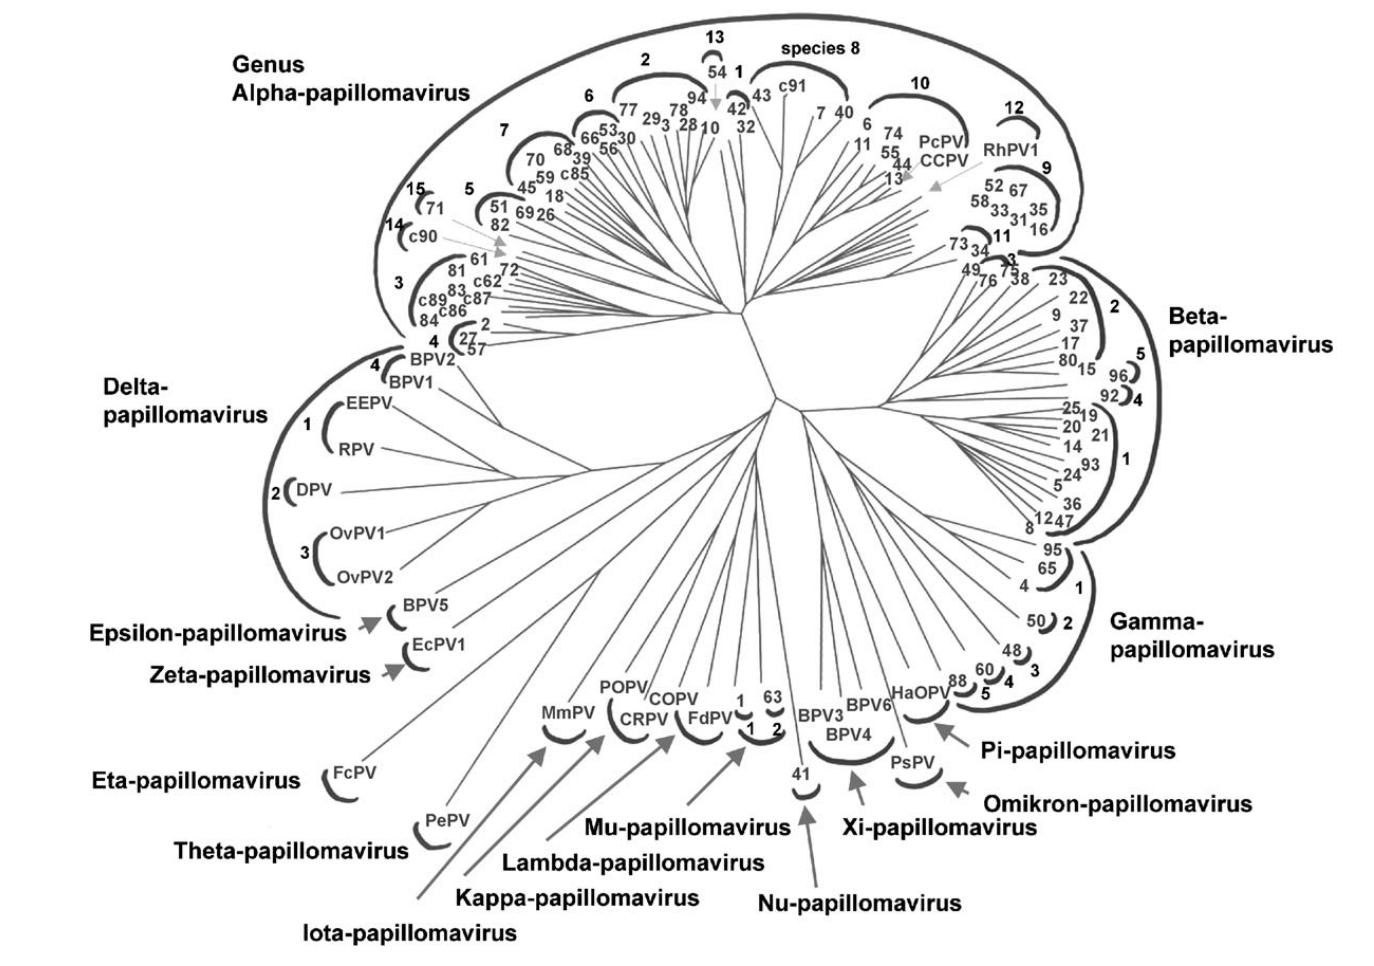 Genus
Alpha-papillomavirus
13
54
2
species 8
1
42
32
43
c91
7
40
10
6
11
74
55
44
13
PcPV
CCPV
12
RhPV1
9
52
67
58
33
31
35
16
11
73
34
6
77
29
3
78
28
94
10
66
53
56
30
7
70
68
39
59
c85
45
18
5
51
82
69
26
15
71
14
c90
3
61
81
72
c62
83
c87
c89
c86
84
4
2
27
57
Beta-
papillomavirus
3
49
76
75
38
2
23
22
9
37
17
80
15
5
96
92
4
1
25
19
20
21
14
93
24
5
36
12
47
8
Gamma-
papillomavirus
95
65
4
1
50
2
48
3
60
4
88
5
Delta-
papillomavirus
4
BPV2
BPV1
1
EEPV
RPV
2
DPV
3
OvPV1
OvPV2
BPV5
Epsilon-papillomavirus
EcPV1
Zeta-papillomavirus
FcPV
Eta-papillomavirus
PePV
Theta-papillomavirus
MmPV
Iota-papillomavirus
POPV
CRPV
Kappa-papillomavirus
COPV
FdPV
Lambda-papillomavirus
1
63
1
2
Mu-papillomavirus
41
Nu-papillomavirus
BPV3
BPV6
BPV4
Xi-papillomavirus
PsPV
Omikron-papillomavirus
HaOPV
Pi-papillomavirus